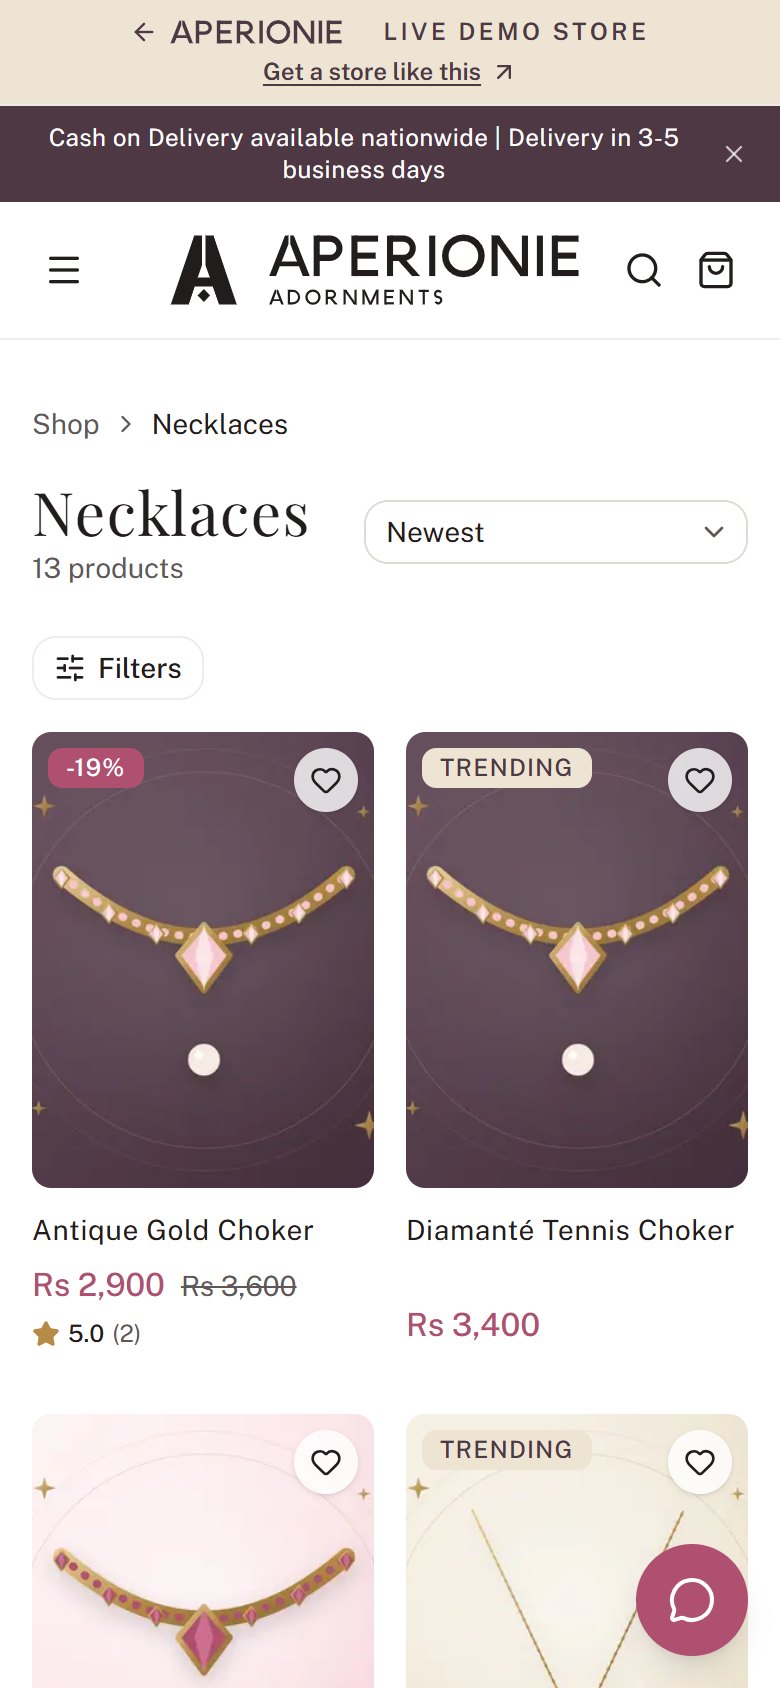 APERIONIE LIVE DEMO STORE
Get a store like this
Cash on Delivery available nationwide | Delivery in 3-5
business days
APERIONIE
ADORNMENTS
Shop > Necklaces
Necklaces
13 products
Newest
Filters
-19%
TRENDING
Antique Gold Choker
Rs 2,900 Rs 3,600
5.0 (2)
Diamanté Tennis Choker
Rs 3,400
TRENDING